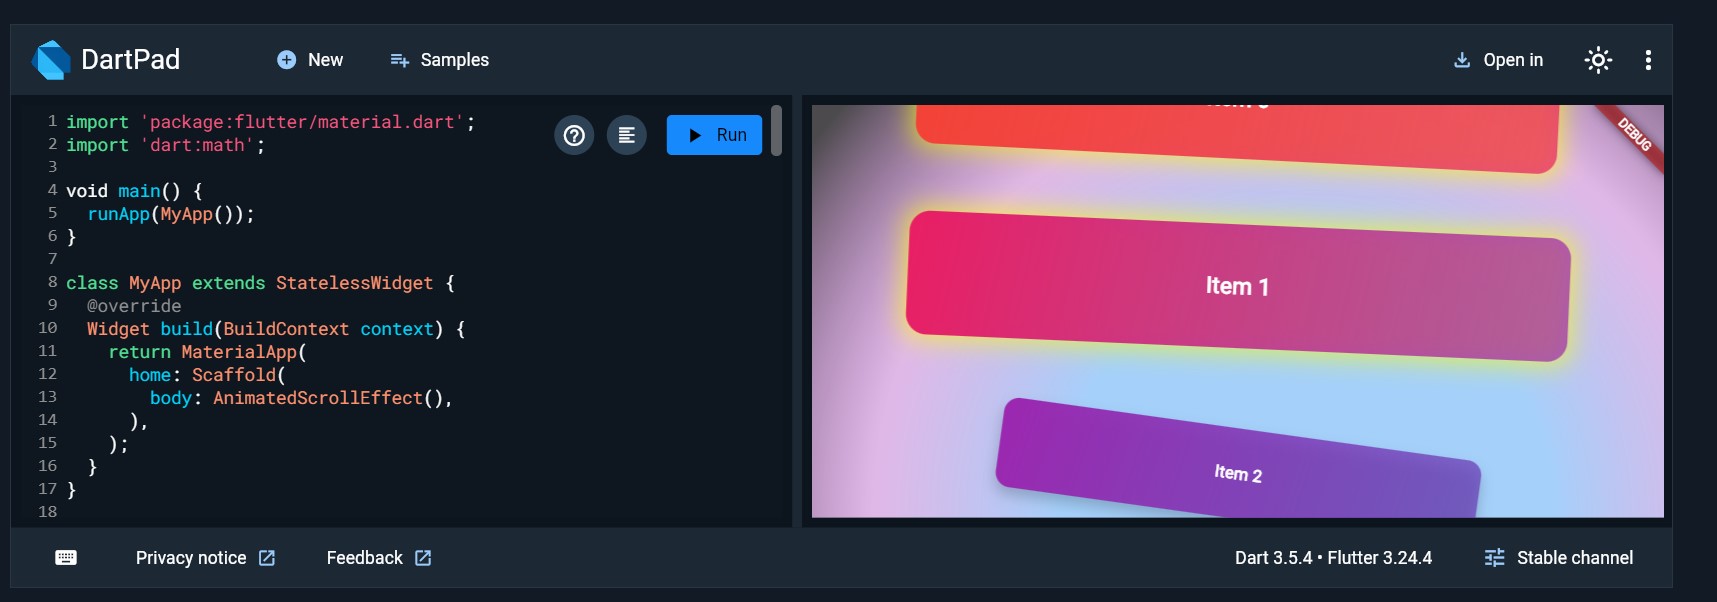 DartPad
New
Samples
Open in
1 import 'package:flutter/material.dart';
2 import 'dart:math';
3
4 void main() {
5   runApp(MyApp());
6 }
7
8 class MyApp extends StatelessWidget {
9   @override
10   Widget build(BuildContext context) {
11     return MaterialApp(
12       home: Scaffold(
13         body: AnimatedScrollEffect(),
14       ),
15     );
16   }
17 }
18
Run
DEBUG
Item 1
Item 2
Privacy notice
Feedback
Dart 3.5.4 • Flutter 3.24.4
Stable channel